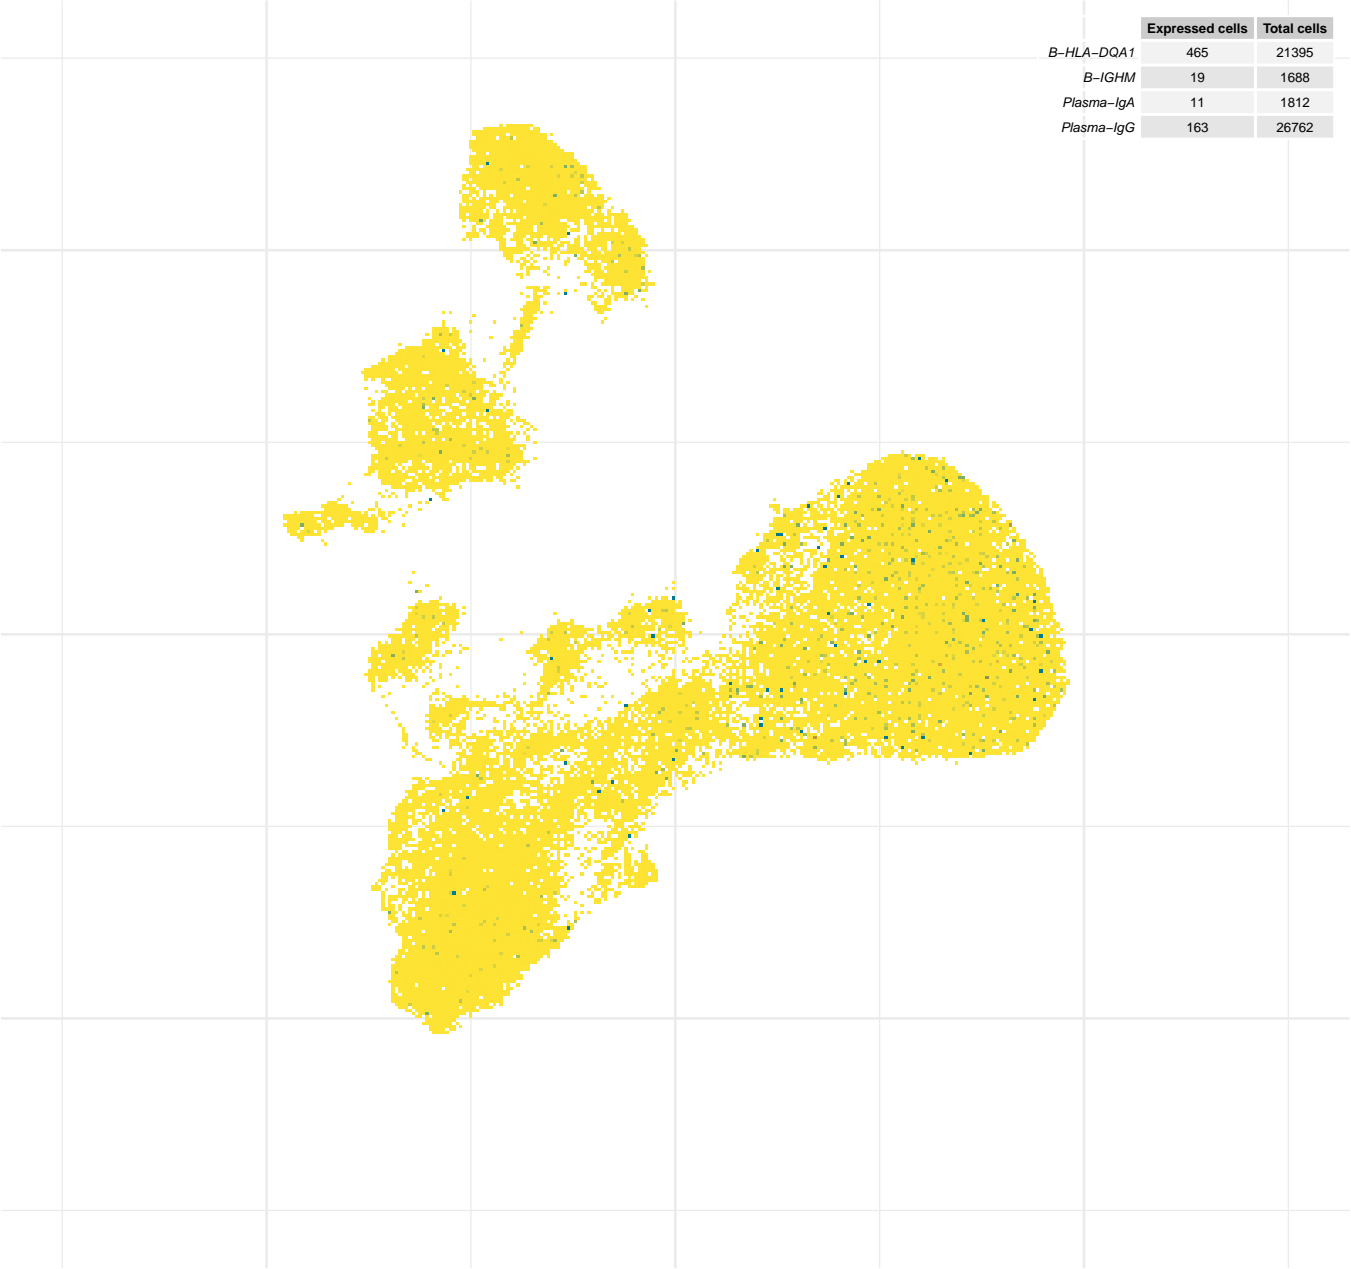 Expressed cells Total cells
B−HLA−DQA1 465 21395
B−IGHM 19 1688
Plasma−IgA 11 1812
Plasma−IgG 163 26762